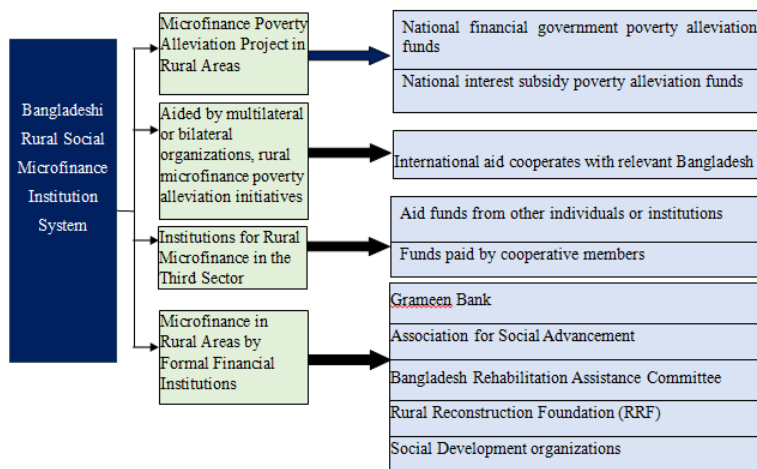 Bangladeshi
Rural Social
Microfinance
Institution
System
Microfinance Poverty
Alleviation Project in
Rural Areas
National financial government poverty alleviation
funds
National interest subsidy poverty alleviation funds
Aided by multilateral
or bilateral
organizations, rural
microfinance poverty
alleviation initiatives
International aid cooperates with relevant Bangladesh
Institutions for Rural
Microfinance in the
Third Sector
Aid funds from other individuals or institutions
Funds paid by cooperative members
Microfinance in
Rural Areas by
Formal Financial
Institutions
Grameen Bank
Association for Social Advancement
Bangladesh Rehabilitation Assistance Committee
Rural Reconstruction Foundation (RRF)
Social Development organizations